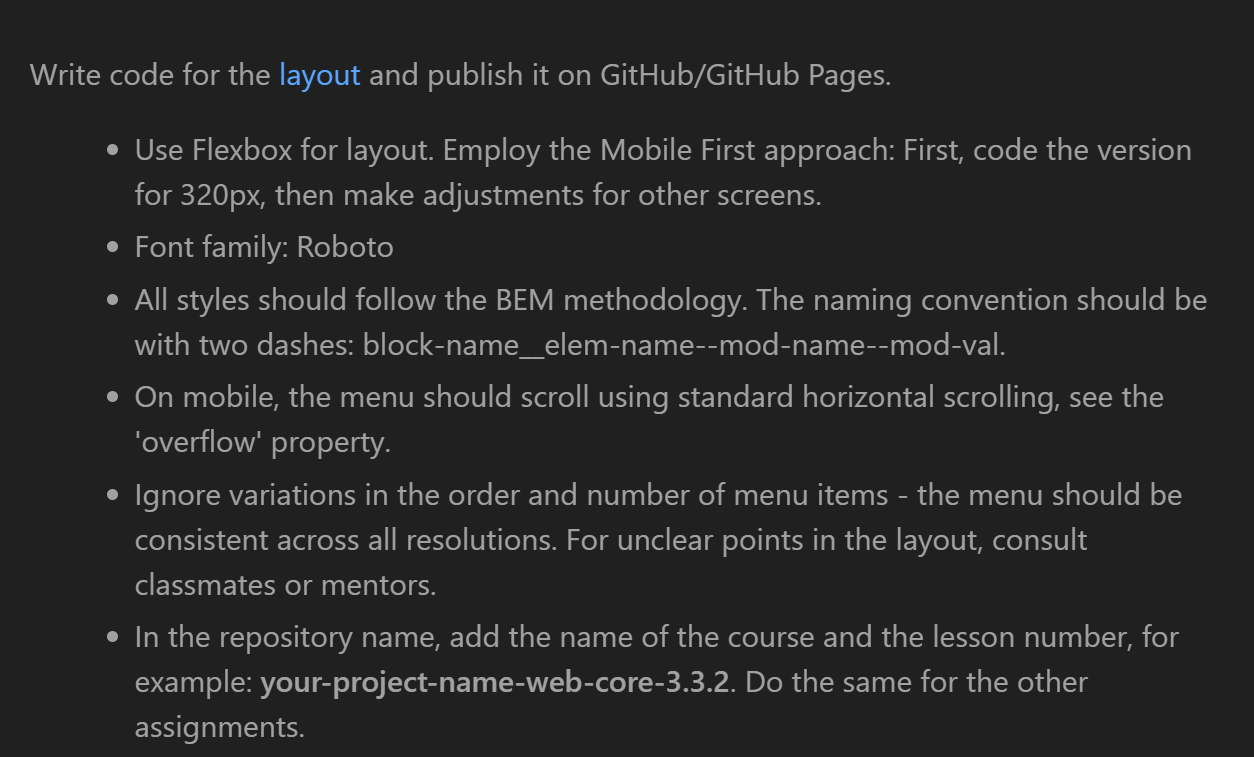 Write code for the layout and publish it on GitHub/GitHub Pages.
• Use Flexbox for layout. Employ the Mobile First approach: First, code the version
for 320px, then make adjustments for other screens.
• Font family: Roboto
• All styles should follow the BEM methodology. The naming convention should be
with two dashes: block-name__elem-name--mod-name--mod-val.
• On mobile, the menu should scroll using standard horizontal scrolling, see the
'overflow' property.
• Ignore variations in the order and number of menu items - the menu should be
consistent across all resolutions. For unclear points in the layout, consult
classmates or mentors.
• In the repository name, add the name of the course and the lesson number, for
example: your-project-name-web-core-3.3.2. Do the same for the other
assignments.